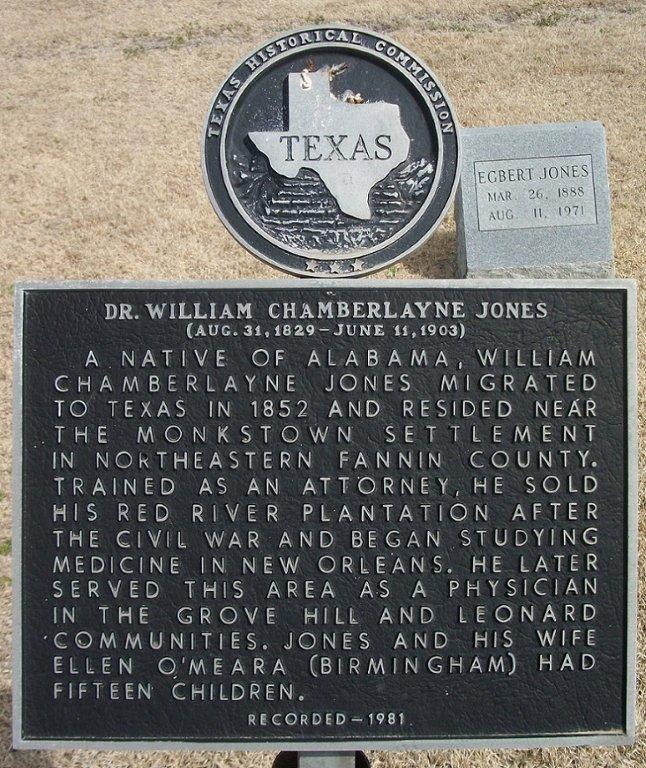 TEXAS HISTORICAL COMMISSION
TEXAS
EGBERT JONES
MAR. 26, 1888
AUG. 11, 1971
DR. WILLIAM CHAMBERLAYNE JONES
(AUG. 31, 1829 – JUNE 11, 1903)
A NATIVE OF ALABAMA, WILLIAM
CHAMBERLAYNE JONES MIGRATED
TO TEXAS IN 1852 AND RESIDED NEAR
THE MONKSTOWN SETTLEMENT
IN NORTHEASTERN FANNIN COUNTY.
TRAINED AS AN ATTORNEY, HE SOLD
HIS RED RIVER PLANTATION AFTER
THE CIVIL WAR AND BEGAN STUDYING
MEDICINE IN NEW ORLEANS. HE LATER
SERVED THIS AREA AS A PHYSICIAN
IN THE GROVE HILL AND LEONARD
COMMUNITIES. JONES AND HIS WIFE
ELLEN O'MEARA (BIRMINGHAM) HAD
FIFTEEN CHILDREN.
RECORDED – 1981